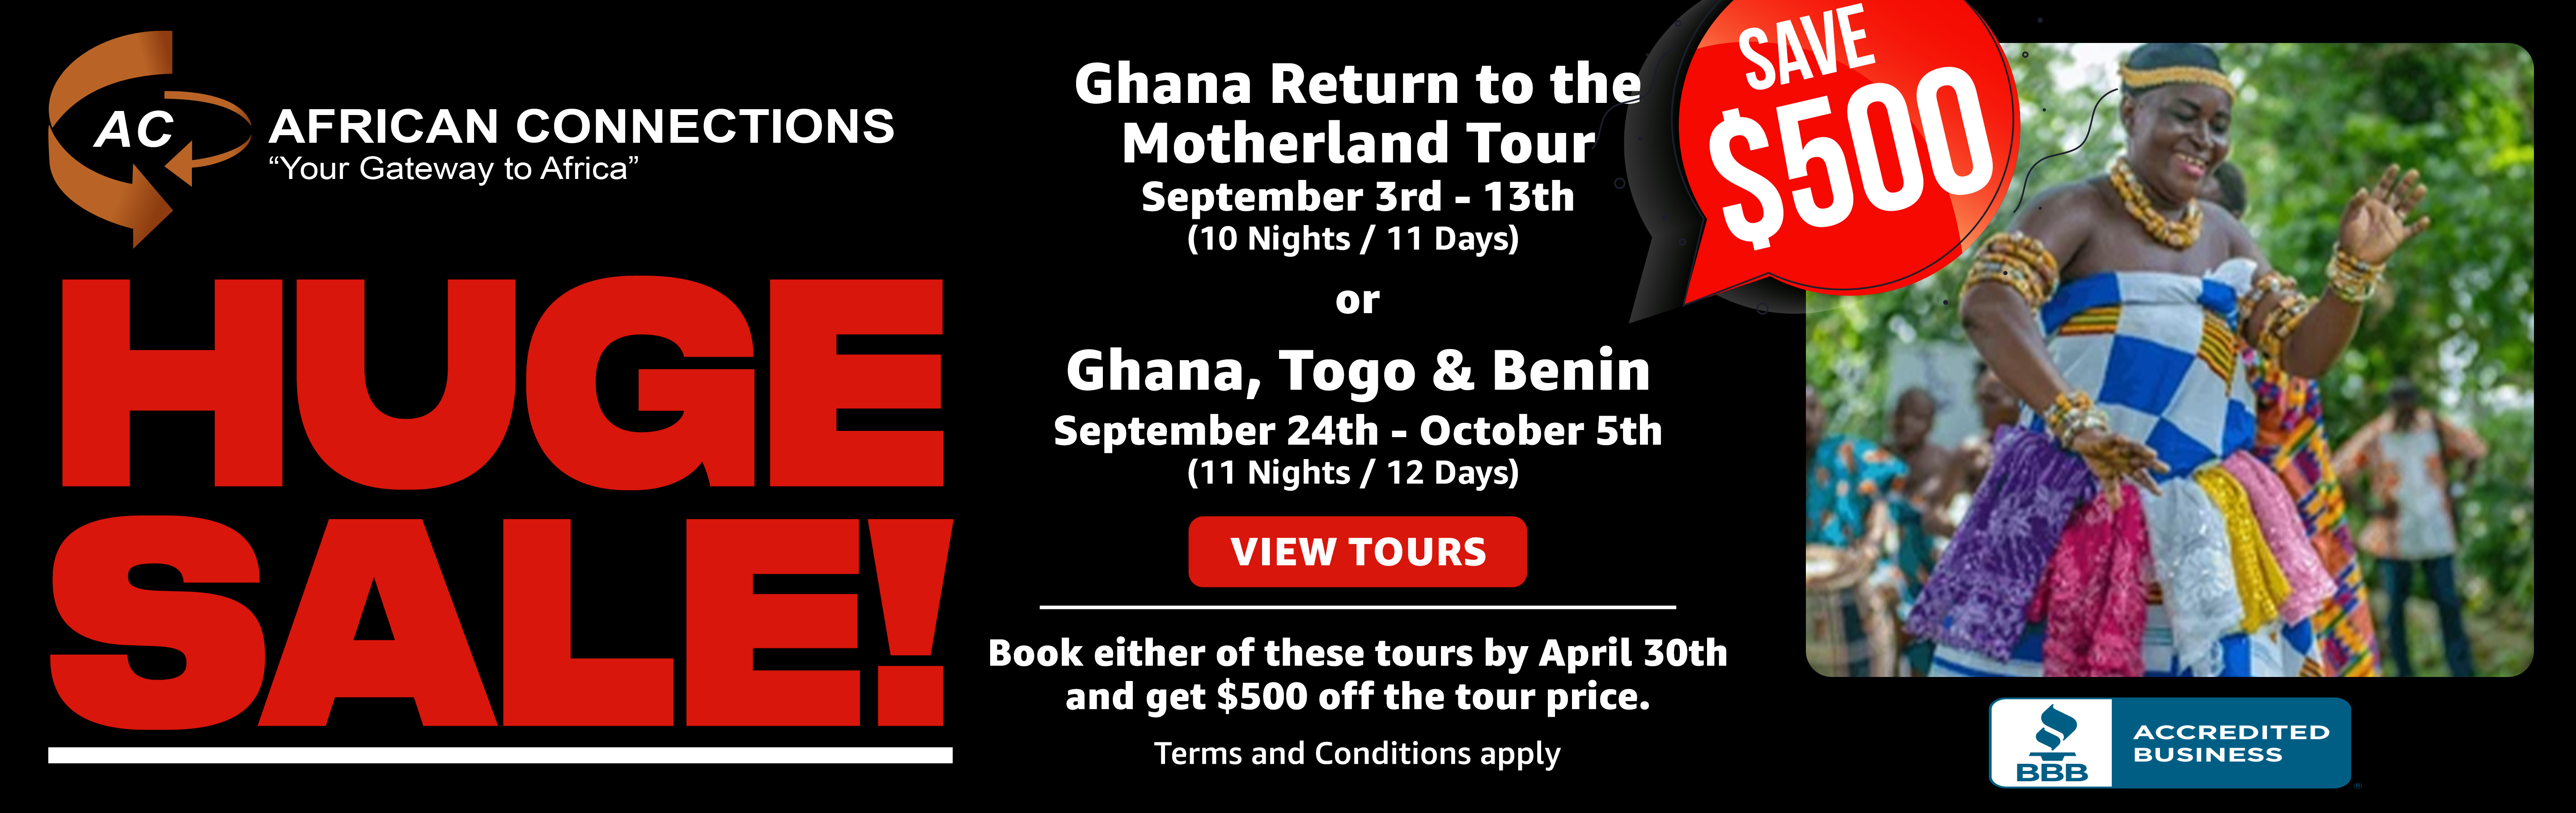 AC
AFRICAN CONNECTIONS
“Your Gateway to Africa”
HUGE
SALE!
Ghana Return to the
Motherland Tour
September 3rd - 13th
(10 Nights / 11 Days)
or
Ghana, Togo & Benin
September 24th - October 5th
(11 Nights / 12 Days)
VIEW TOURS
Book either of these tours by April 30th
and get $500 off the tour price.
Terms and Conditions apply
SAVE
$500
BBB
ACCREDITED
BUSINESS
®